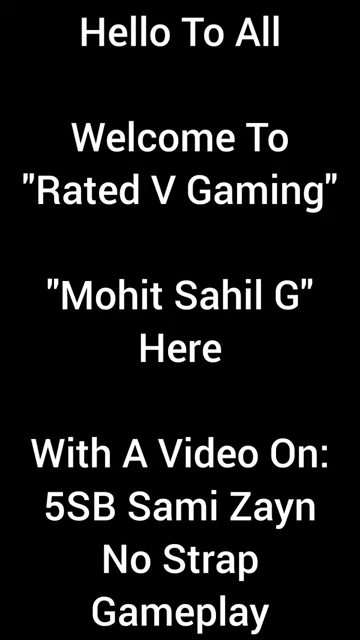 Hello To All
Welcome To
"Rated V Gaming"
"Mohit Sahil G"
Here
With A Video On:
5SB Sami Zayn
No Strap
Gameplay